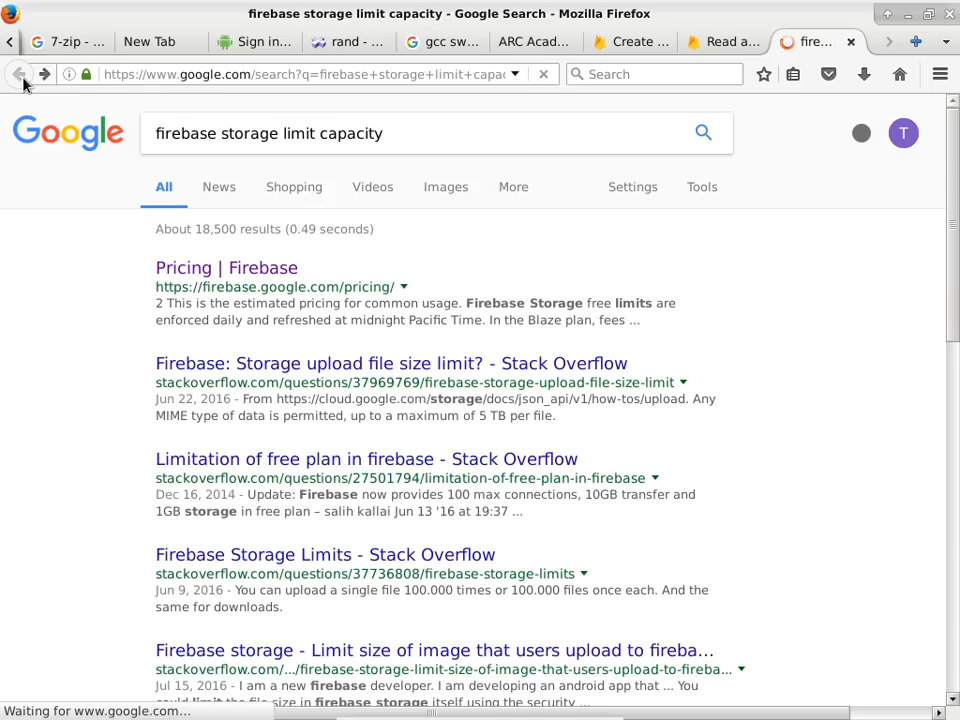 firebase storage limit capacity - Google Search - Mozilla Firefox
7-zip - ...
New Tab
Sign in...
rand - ...
gcc sw...
ARC Acad...
Create ...
Read a...
fire...
https://www.google.com/search?q=firebase+storage+limit+capac
Search
Google
firebase storage limit capacity
T
All
News
Shopping
Videos
Images
More
Settings
Tools
About 18,500 results (0.49 seconds)
Pricing | Firebase
https://firebase.google.com/pricing/
2 This is the estimated pricing for common usage. Firebase Storage free limits are
enforced daily and refreshed at midnight Pacific Time. In the Blaze plan, fees ...
Firebase: Storage upload file size limit? - Stack Overflow
stackoverflow.com/questions/37969769/firebase-storage-upload-file-size-limit
Jun 22, 2016 - From https://cloud.google.com/storage/docs/json_api/v1/how-tos/upload. Any
MIME type of data is permitted, up to a maximum of 5 TB per file.
Limitation of free plan in firebase - Stack Overflow
stackoverflow.com/questions/27501794/limitation-of-free-plan-in-firebase
Dec 16, 2014 - Update: Firebase now provides 100 max connections, 10GB transfer and
1GB storage in free plan – salih kallai Jun 13 '16 at 19:37 ...
Firebase Storage Limits - Stack Overflow
stackoverflow.com/questions/37736808/firebase-storage-limits
Jun 9, 2016 - You can upload a single file 100.000 times or 100.000 files once each. And the
same for downloads.
Firebase storage - Limit size of image that users upload to fireba...
stackoverflow.com/.../firebase-storage-limit-size-of-image-that-users-upload-to-fireba...
Jul 15, 2016 - I am a new firebase developer. I am developing an android app that ... You
could limit the file size in firebase storage itself using the security ...
Waiting for www.google.com...